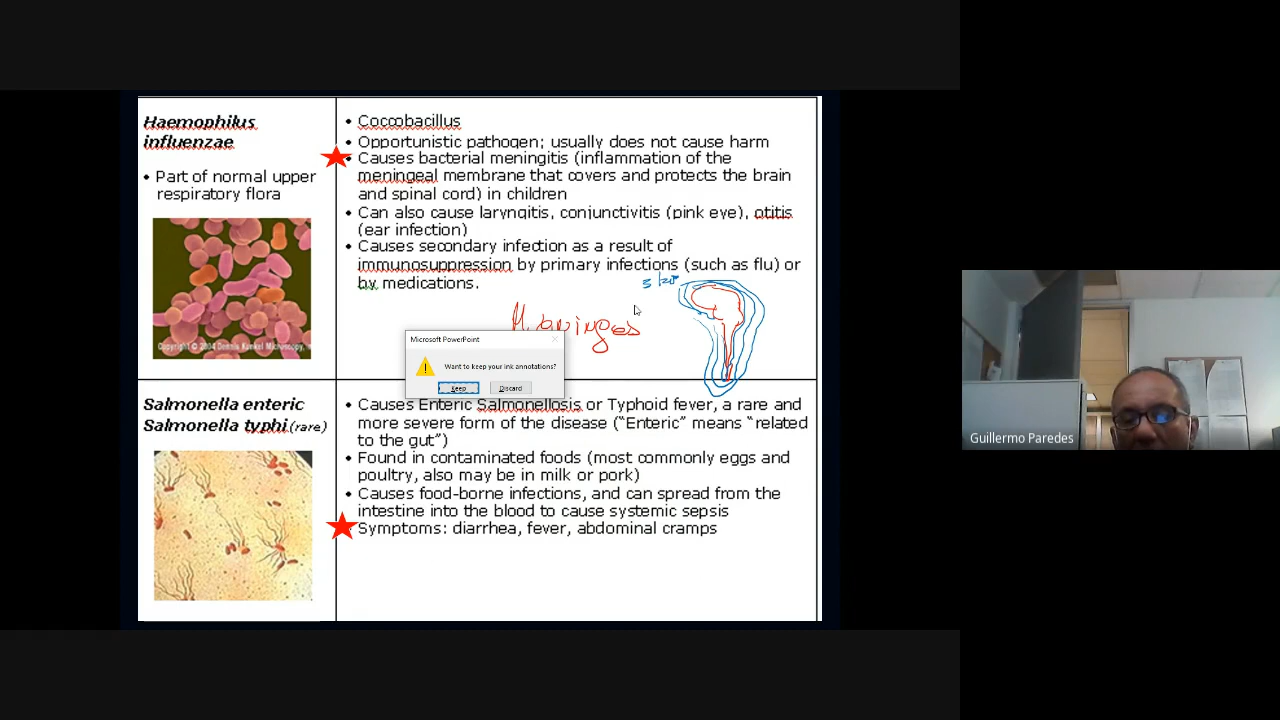 Haemophilus
influenzae
• Part of normal upper
respiratory flora
Copyright © 2004 Dennis Kunkel Microscopy,
• Coccobacillus
• Opportunistic pathogen; usually does not cause harm
• Causes bacterial meningitis (inflammation of the
meningeal membrane that covers and protects the brain
and spinal cord) in children
• Can also cause laryngitis, conjunctivitis (pink eye), otitis
(ear infection)
• Causes secondary infection as a result of
immunosuppression by primary infections (such as flu) or
by medications.
Meninges
Microsoft PowerPoint
Want to keep your ink annotations?
Keep
Discard
Salmonella enteric
Salmonella typhi (rare)
• Causes Enteric Salmonellosis or Typhoid fever, a rare and
more severe form of the disease (“Enteric” means “related
to the gut”)
• Found in contaminated foods (most commonly eggs and
poultry, also may be in milk or pork)
• Causes food-borne infections, and can spread from the
intestine into the blood to cause systemic sepsis
Symptoms: diarrhea, fever, abdominal cramps
Guillermo Paredes